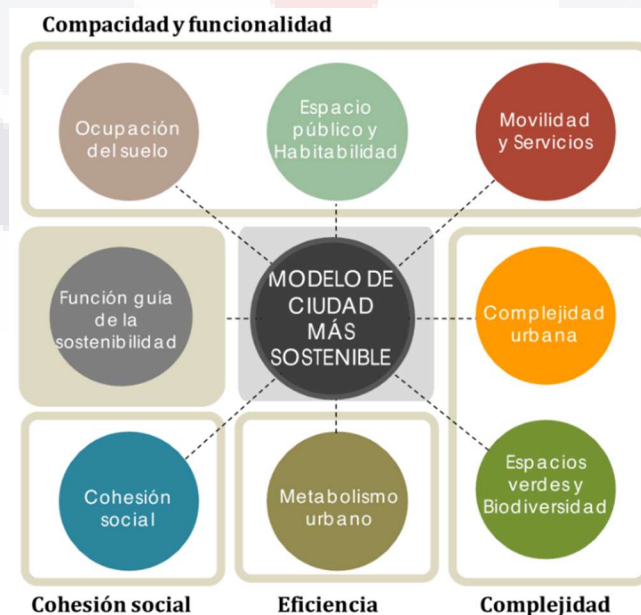 Compacidad y funcionalidad
Ocupación
del suelo
Espacio
público y
Habitabilidad
Movilidad
y Servicios
Función guía
de la
sostenibilidad
MODELO DE
CIUDAD
MÁS
SOSTENIBLE
Complejidad
urbana
Cohesión
social
Metabolismo
urbano
Espacios
verdes y
Biodiversidad
Cohesión social
Eficiencia
Complejidad